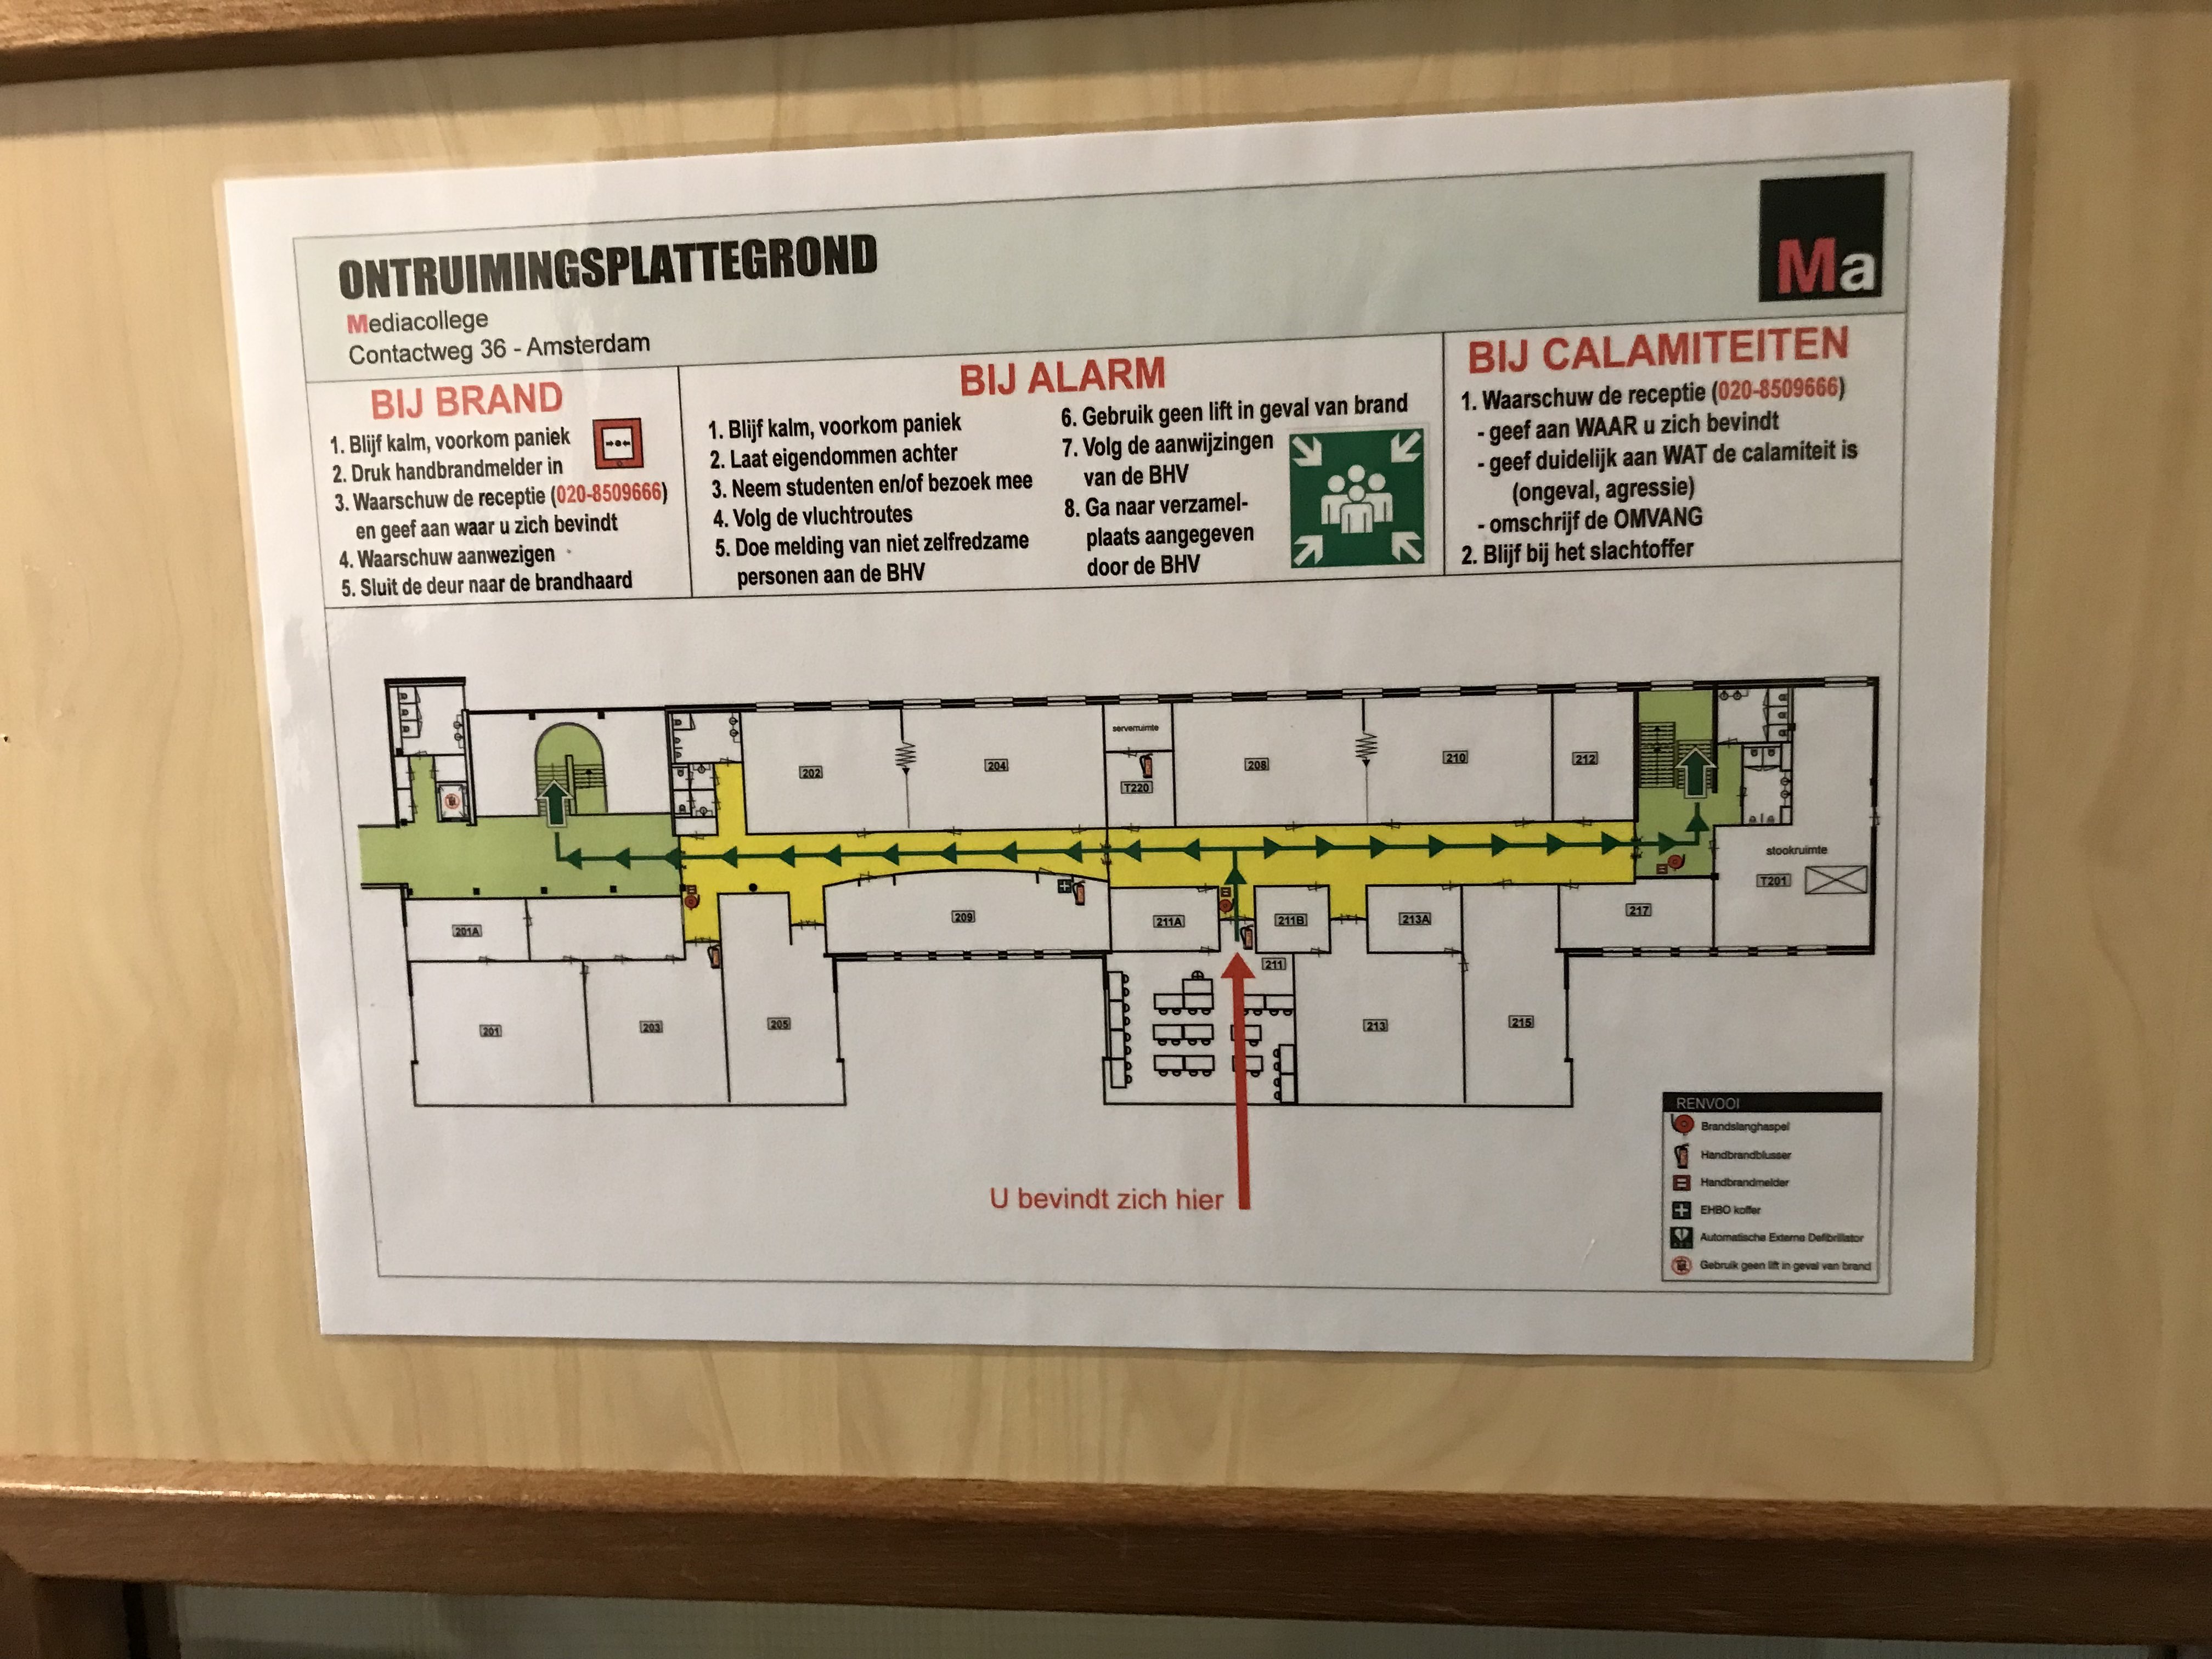 ONTRUIMINGSPLATTEGROND
Mediacollege
Contactweg 36 - Amsterdam
Ma
BIJ BRAND
1. Blijf kalm, voorkom paniek
2. Druk handbrandmelder in
3. Waarschuw de receptie (020-8509666)
en geef aan waar u zich bevindt
4. Waarschuw aanwezigen
5. Sluit de deur naar de brandhaard
BIJ ALARM
1. Blijf kalm, voorkom paniek
2. Laat eigendommen achter
3. Neem studenten en/of bezoek mee
4. Volg de vluchtroutes
5. Doe melding van niet zelfredzame
personen aan de BHV
6. Gebruik geen lift in geval van brand
7. Volg de aanwijzingen
van de BHV
8. Ga naar verzamel-
plaats aangegeven
door de BHV
BIJ CALAMITEITEN
1. Waarschuw de receptie (020-8509666)
- geef aan WAAR u zich bevindt
- geef duidelijk aan WAT de calamiteit is
(ongeval, agressie)
- omschrijf de OMVANG
2. Blijf bij het slachtoffer
202
204
serverruimte
T220
208
210
212
stookruimte
T201
201A
209
211A
211B
213A
217
211
201
203
205
213
215
U bevindt zich hier
RENVOOI
Brandslanghaspel
Handbrandblusser
Handbrandmelder
EHBO koffer
Automatische Externe Defibrillator
Gebruik geen lift in geval van brand